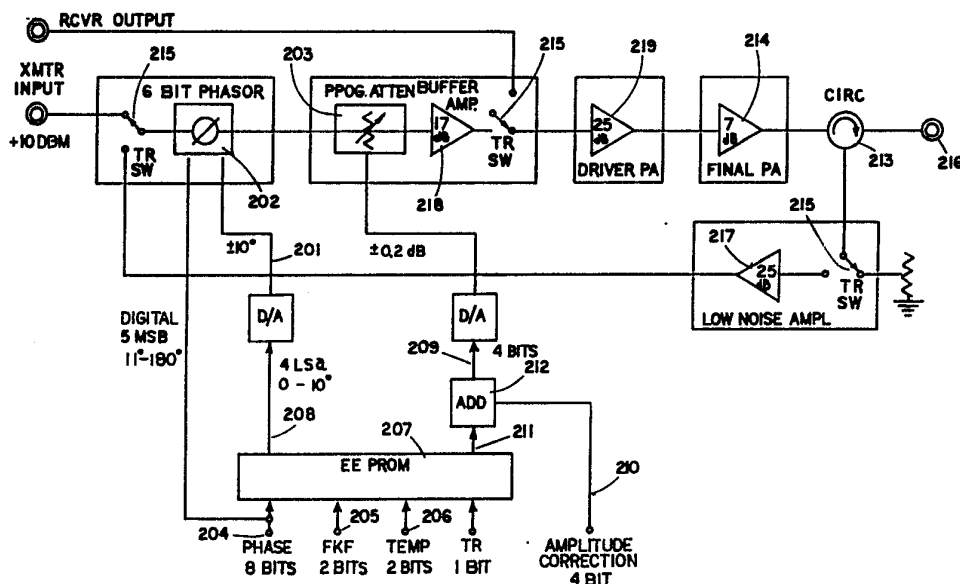 RCVR OUTPUT
XMTR
INPUT
+10 DBM
215
6 BIT PHASOR
TR
SW
202
203
PPOG. ATTEN
BUFFER
AMP.
17
dB
218
215
TR
SW
219
25
dB
DRIVER PA
214
7
dB
FINAL PA
CIRC
213
216
±10°
201
±0,2 dB
217
25
dB
215
TR
SW
LOW NOISE AMPL
DIGITAL
5 MSB
11°-180°
D/A
D/A
4 LSB
0 - 10°
209
4 BITS
212
208
ADD
207
211
EE PROM
210
204
205
206
PHASE
8 BITS
FKF
2 BITS
TEMP
2 BITS
TR
1 BIT
AMPLITUDE
CORRECTION
4 BIT